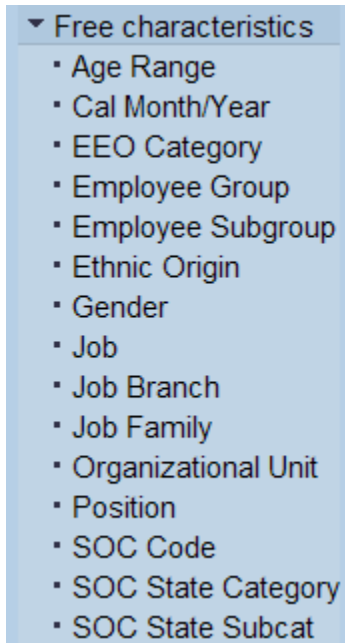 Free characteristics
Age Range
Cal Month/Year
EEO Category
Employee Group
Employee Subgroup
Ethnic Origin
Gender
Job
Job Branch
Job Family
Organizational Unit
Position
SOC Code
SOC State Category
SOC State Subcat